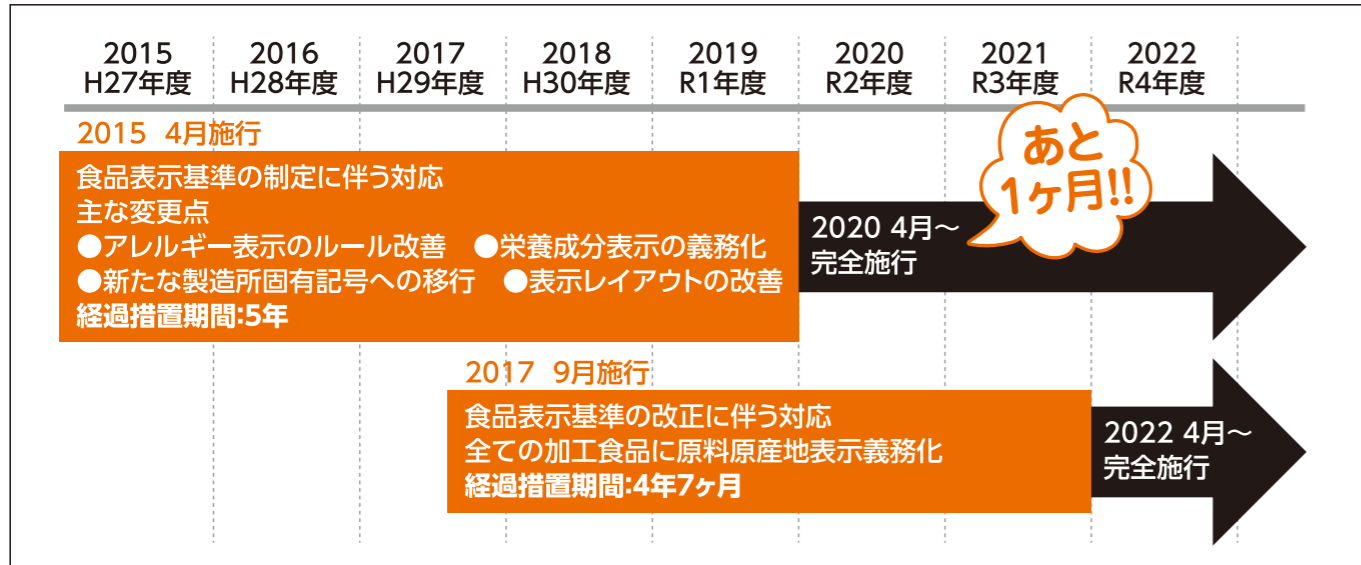 2015 2016 2017 2018 2019 2020 2021 2022
H27年度 H28年度 H29年度 H30年度 R1年度 R2年度 R3年度 R4年度
2015 4月施行
食品表示基準の制定に伴う対応
主な変更点
●アレルギー表示のルール改善 ●栄養成分表示の義務化
●新たな製造所固有記号への移行 ●表示レイアウトの改善
経過措置期間:5年
2020 4月～
完全施行
あと
1ヶ月!!
2017 9月施行
食品表示基準の改正に伴う対応
全ての加工食品に原料原産地表示義務化
経過措置期間:4年7ヶ月
2022 4月～
完全施行